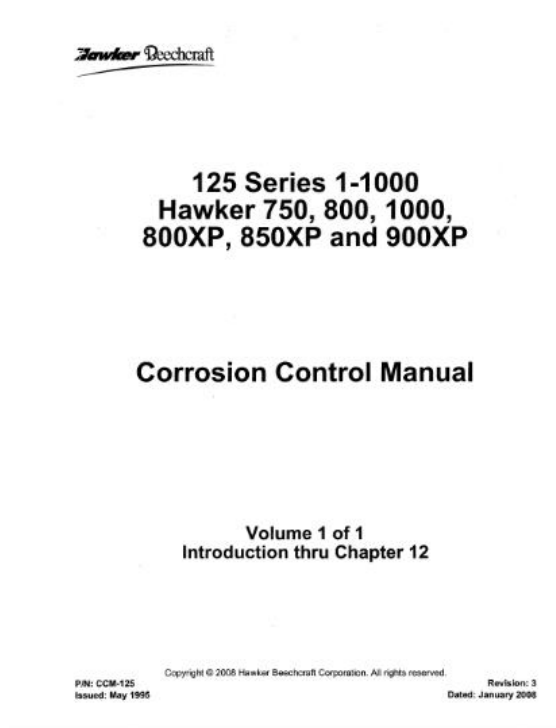 Hawker Beechcraft
125 Series 1-1000
Hawker 750, 800, 1000,
800XP, 850XP and 900XP
Corrosion Control Manual
Volume 1 of 1
Introduction thru Chapter 12
Copyright © 2008 Hawker Beechcraft Corporation. All rights reserved.
P/N: CCM-125
Issued: May 1995
Revision: 3
Dated: January 2008